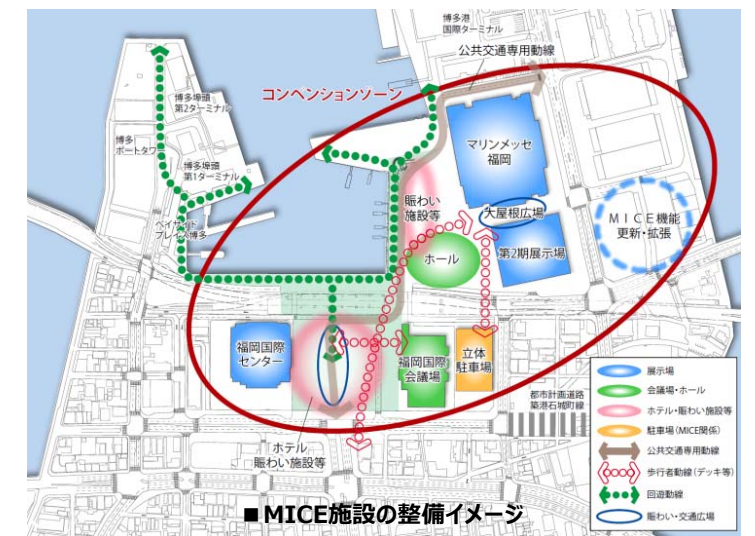 博多港
国際ターミナル
公共交通専用動線
コンベンションゾーン
博多埠頭
第2ターミナル
博多
ポートタワー
博多埠頭
第1ターミナル
ベイサイド
プレイス博多
マリンメッセ
福岡
賑わい
施設等
大屋根広場
ＭＩＣＥ機能
更新・拡張
ホール
第2期展示場
福岡国際
センター
福岡国際
会議場
立体
駐車場
ホテル
賑わい施設等
都市計画道路
築港石城町線
展示場
会議場・ホール
ホテル・賑わい施設等
駐車場(MICE関係)
公共交通専用動線
歩行者動線(デッキ等)
回遊動線
賑わい・交通広場
■MICE施設の整備イメージ